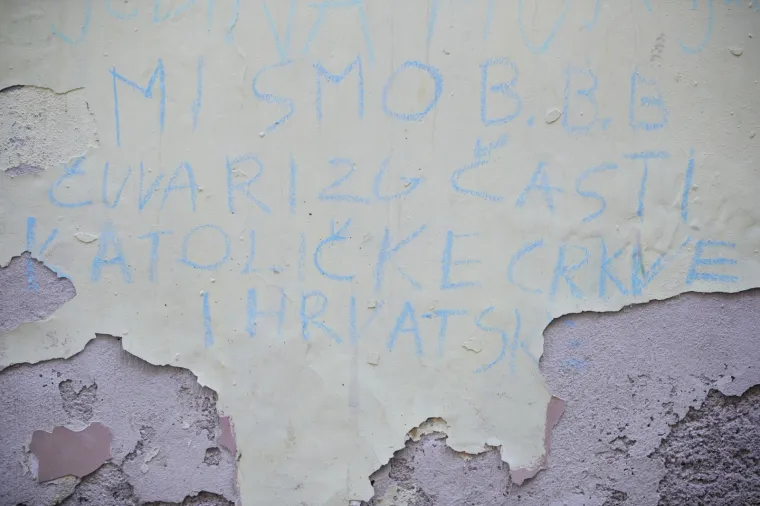 MI SMO B.B.B
ČUVARI ZG ČASTI
KATOLIČKE CRKVE
I HRVATSKE